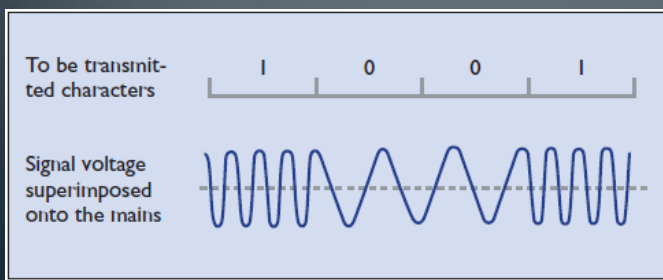 To be transmit-
ted characters
1 0 0 1
Signal voltage
superimposed
onto the mains